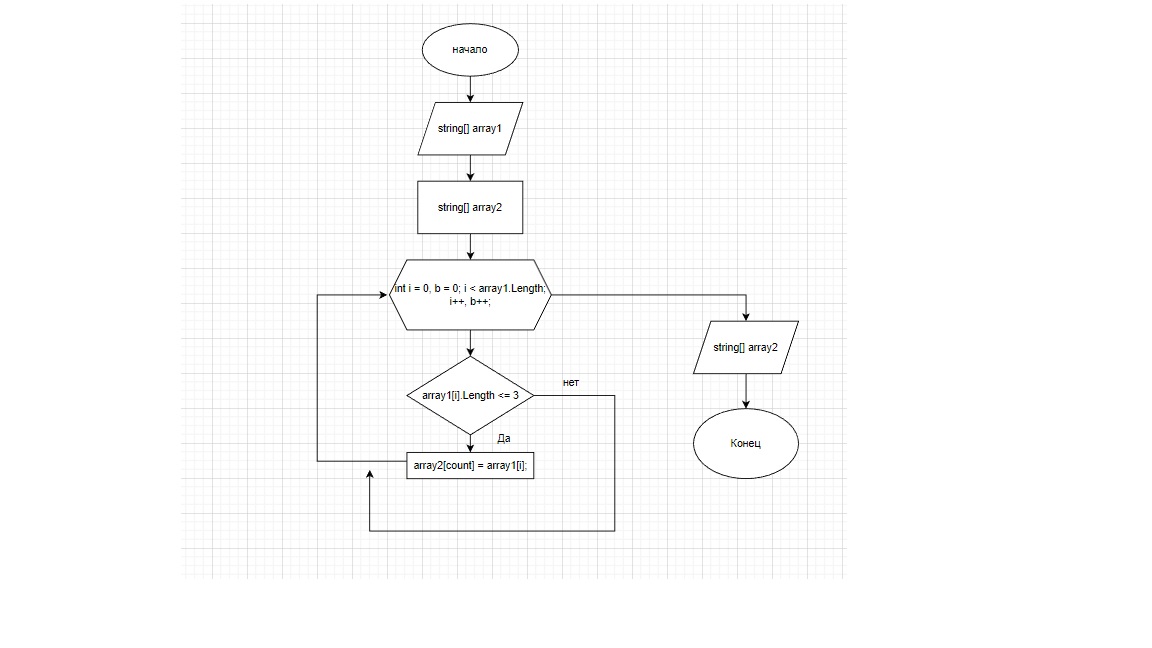 начало
string[] array1
string[] array2
int i = 0, b = 0; i < array1.Length;
i++, b++;
string[] array2
нет
array1[i].Length <= 3
Да
Конец
array2[count] = array1[i];